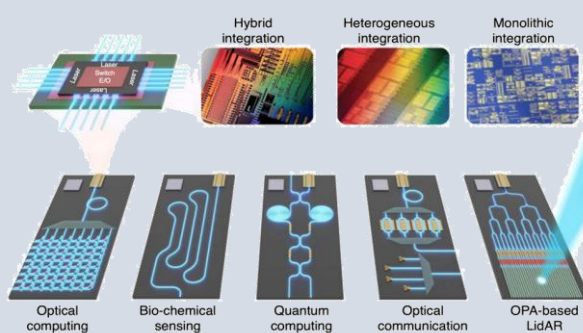 Hybrid
integration
Heterogeneous
integration
Monolithic
integration
Laser
Laser
Switch
E/O
Laser
Laser
Optical
computing
Bio-chemical
sensing
Quantum
computing
Optical
communication
OPA-based
LidAR